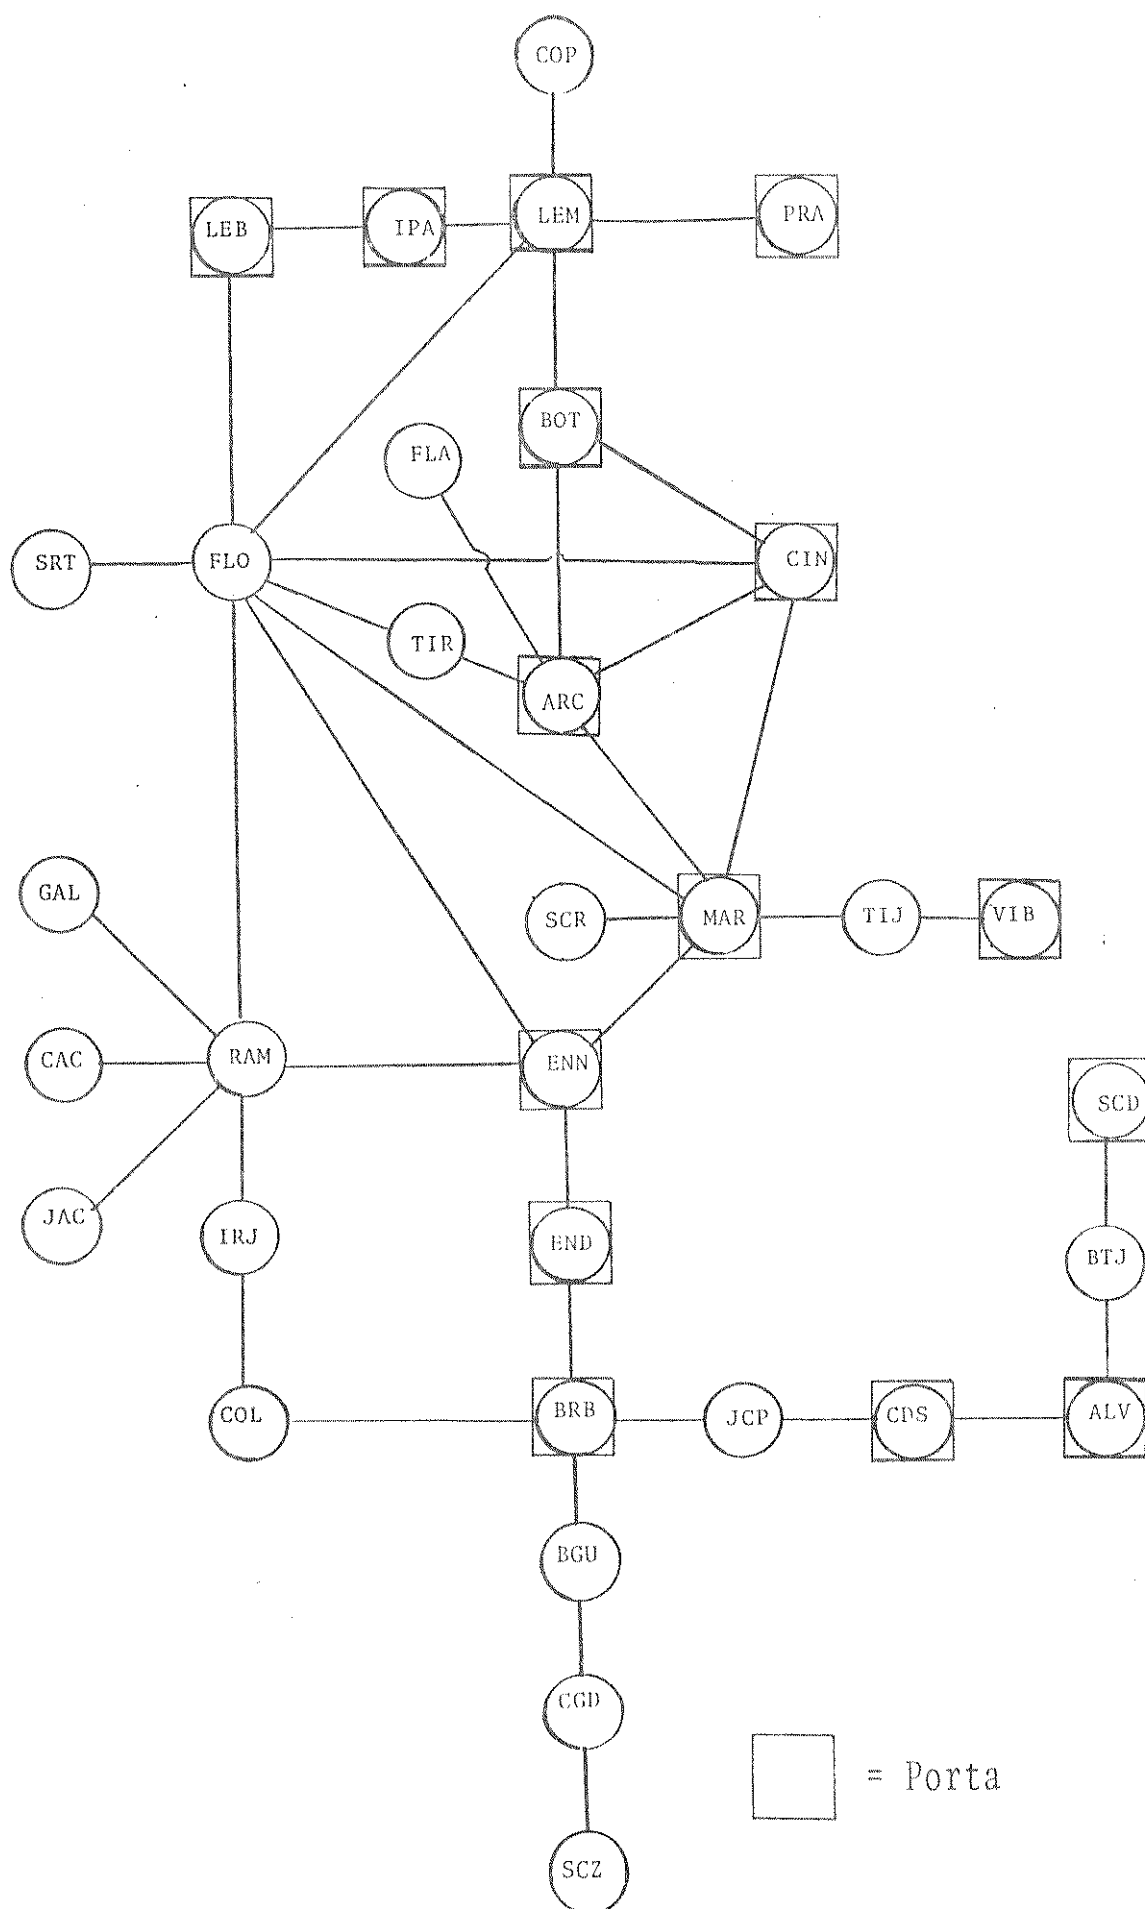 COP
LEB
IPA
LEM
PRA
BOT
FLA
SRT
FLO
CIN
TIR
ARC
GAL
SCR
MAR
TIJ
VIB
CAC
RAM
ENN
SCD
JAC
IRJ
END
BTJ
COL
BRB
JCP
CDS
ALV
BGU
CGD
= Porta
SCZ